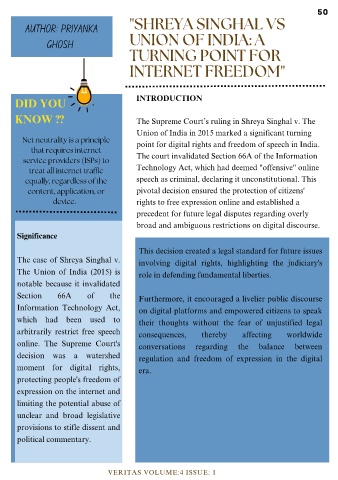 50
AUTHOR: PRIYANKA
GHOSH
"SHREYA SINGHAL VS
UNION OF INDIA: A
TURNING POINT FOR
INTERNET FREEDOM"
DID YOU
KNOW ??
Net neutrality is a principle
that requires internet
service providers (ISPs) to
treat all internet traffic
equally, regardless of the
content, application, or
device.
Significance
The case of Shreya Singhal v.
The Union of India (2015) is
notable because it invalidated
Section 66A of the
Information Technology Act,
which had been used to
arbitrarily restrict free speech
online. The Supreme Court's
decision was a watershed
moment for digital rights,
protecting people's freedom of
expression on the internet and
limiting the potential abuse of
unclear and broad legislative
provisions to stifle dissent and
political commentary.
INTRODUCTION
The Supreme Court's ruling in Shreya Singhal v. The
Union of India in 2015 marked a significant turning
point for digital rights and freedom of speech in India.
The court invalidated Section 66A of the Information
Technology Act, which had deemed "offensive" online
speech as criminal, declaring it unconstitutional. This
pivotal decision ensured the protection of citizens'
rights to free expression online and established a
precedent for future legal disputes regarding overly
broad and ambiguous restrictions on digital discourse.
This decision created a legal standard for future issues
involving digital rights, highlighting the judiciary's
role in defending fundamental liberties.
Furthermore, it encouraged a livelier public discourse
on digital platforms and empowered citizens to speak
their thoughts without the fear of unjustified legal
consequences, thereby affecting worldwide
conversations regarding the balance between
regulation and freedom of expression in the digital
era.
VERITAS VOLUME:4 ISSUE: 1